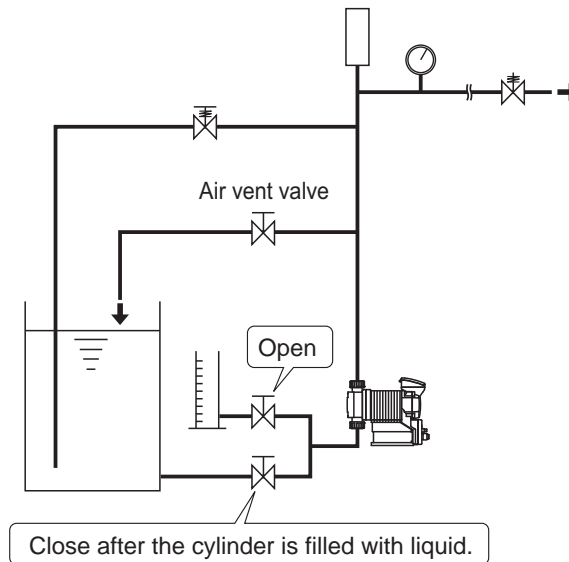 Air vent valve
Open
Close after the cylinder is filled with liquid.